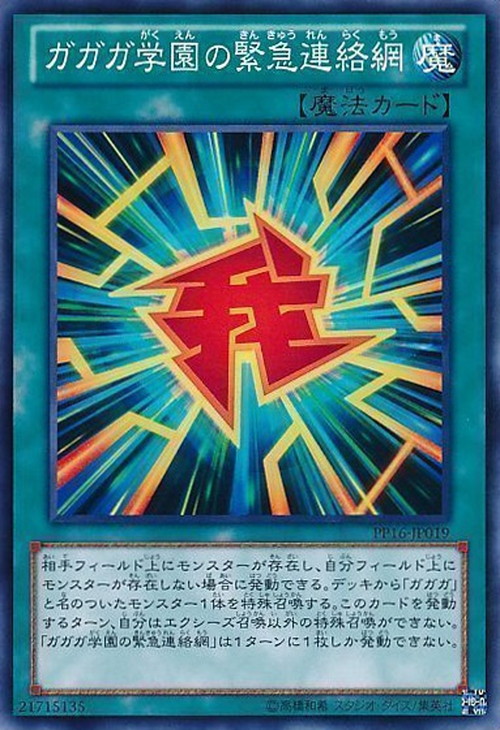 ガガガ学園の緊急連絡網
魔
【魔法カード】
我
PP16-JP019
相手フィールド上にモンスターが存在し、自分フィールド上に
モンスターが存在しない場合に発動できる。デッキから「ガガガ」
と名のついたモンスター1体を特殊召喚する。このカードを発動
するターン、自分はエクシーズ召喚以外の特殊召喚ができない。
「ガガガ学園の緊急連絡網」は1ターンに1枚しか発動できない。
21715135
©高橋和希 スタジオ・ダイス/集英社